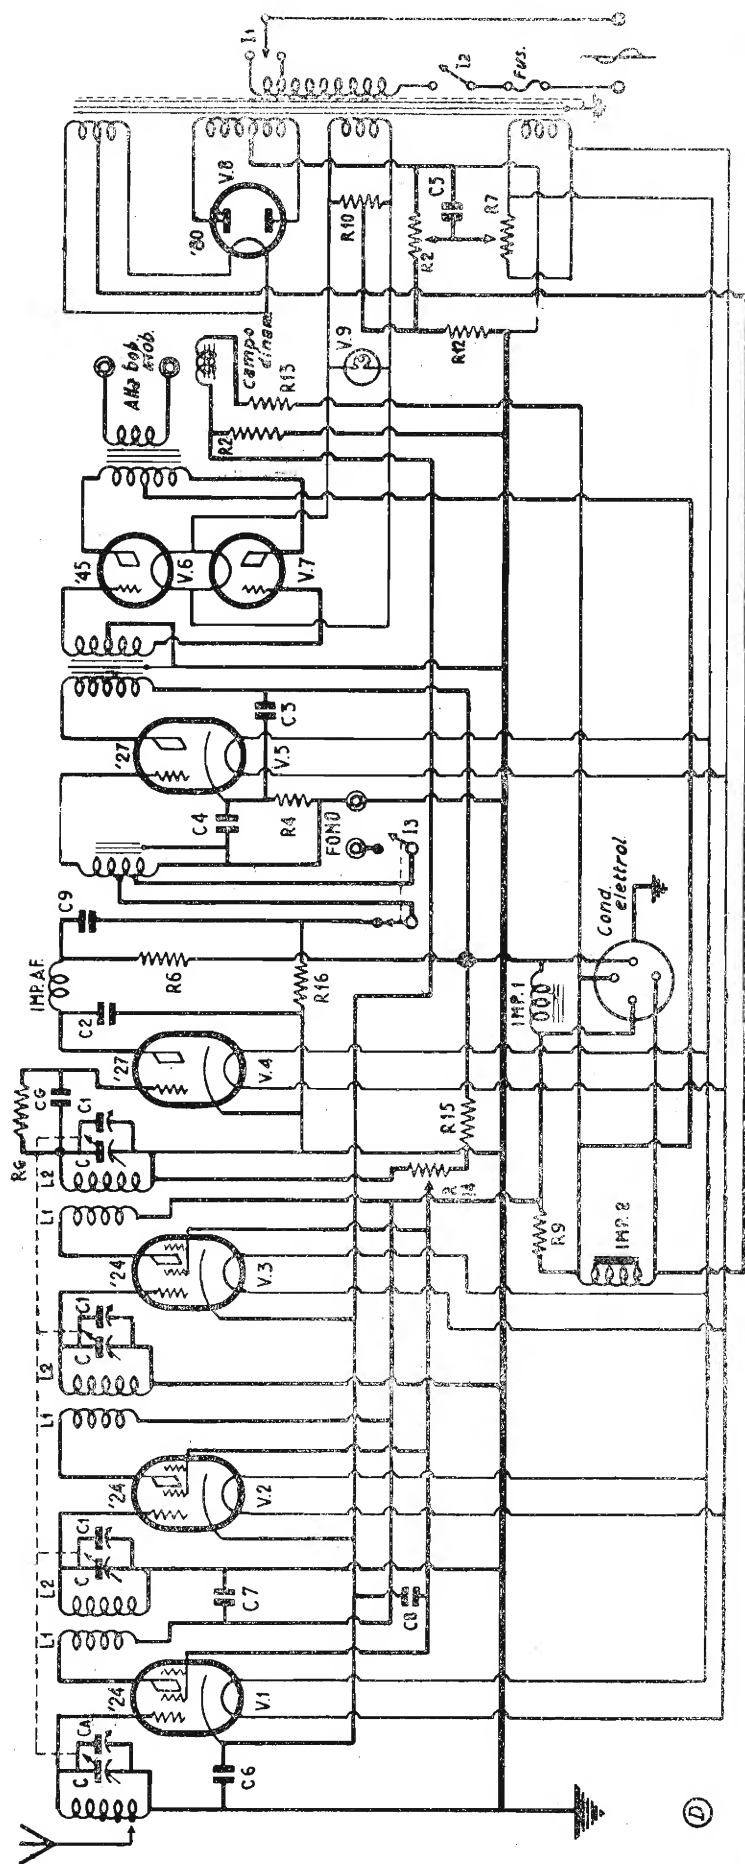 I1
I2
Fus.
'80
V.8
R10
C5
R2
R7
R12
V.9
Alla bob. mob.
campo
dinam
R13
R2
'45
V.6
V.7
'27
V.5
C3
C4
R4
FONO
I3
C9
IMP. A.F.
R6
R16
C2
'27
V.4
Cond. elettrol.
IMP.1
RG
CG
C1
C
L2
R15
R
14
R9
IMP.2
L1
'24
V.3
C1
C
L2
L1
'24
V.2
C1
C
L2
C7
C8
L1
'24
V.1
CA
C
C6
D